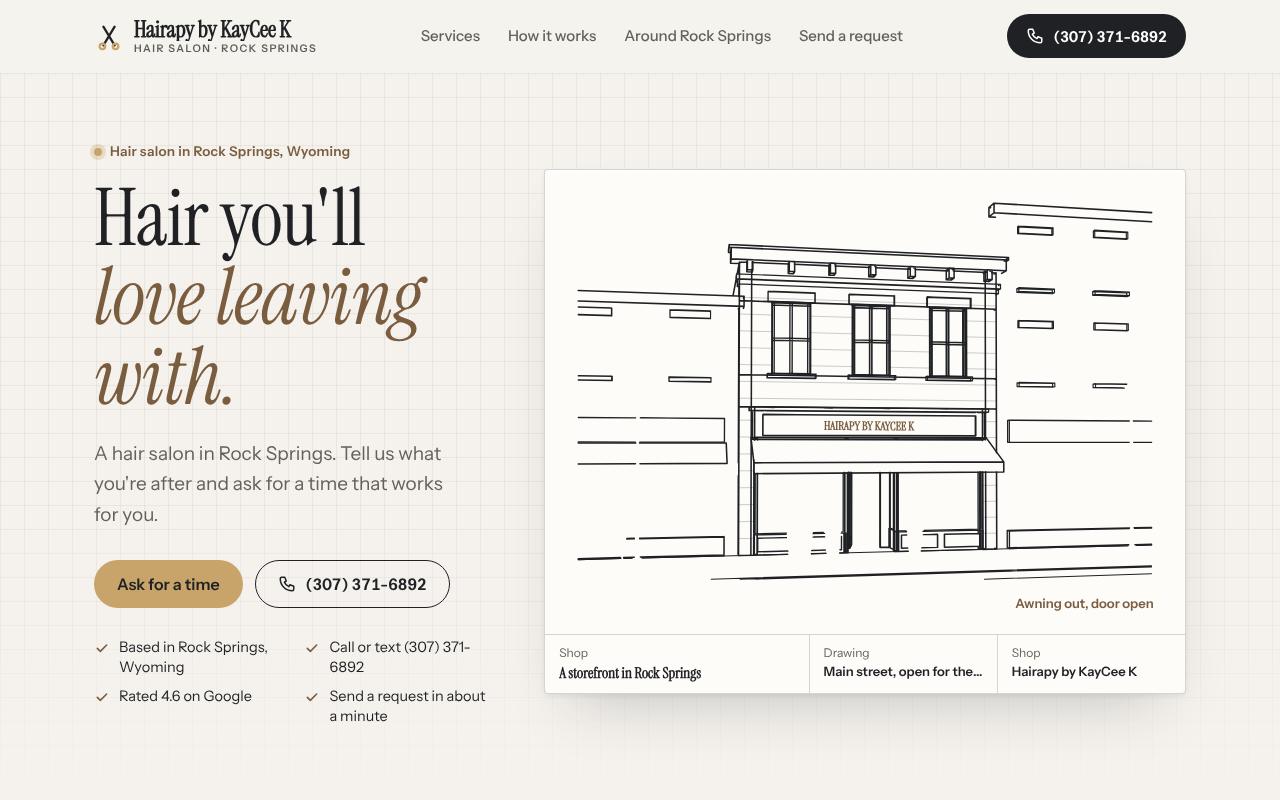 Hairapy by KayCee K
HAIR SALON · ROCK SPRINGS
Services
How it works
Around Rock Springs
Send a request
(307) 371-6892
Hair salon in Rock Springs, Wyoming
Hair you'll
love leaving
with.
A hair salon in Rock Springs. Tell us what
you're after and ask for a time that works
for you.
Ask for a time
(307) 371-6892
Based in Rock Springs,
Wyoming
Call or text (307) 371-
6892
Rated 4.6 on Google
Send a request in about
a minute
HAIRAPY BY KAYCEE K
Awning out, door open
Shop
A storefront in Rock Springs
Drawing
Main street, open for the...
Shop
Hairapy by KayCee K